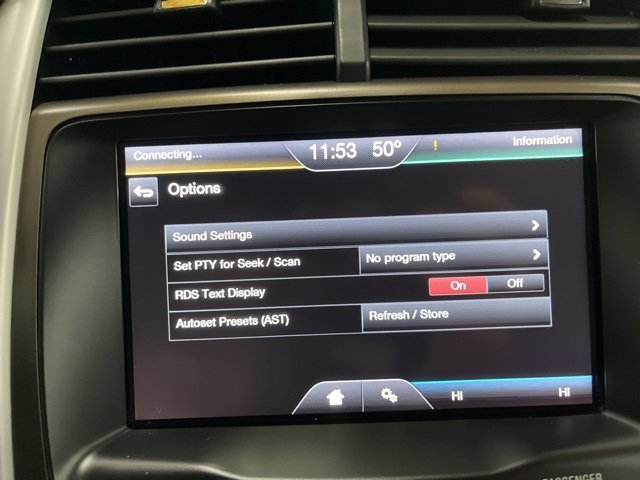 Connecting...
11:53 50° !
Information
Options
Sound Settings
Set PTY for Seek / Scan
No program type
RDS Text Display
On Off
Autoset Presets (AST)
Refresh / Store
HI
HI
PASSENGER